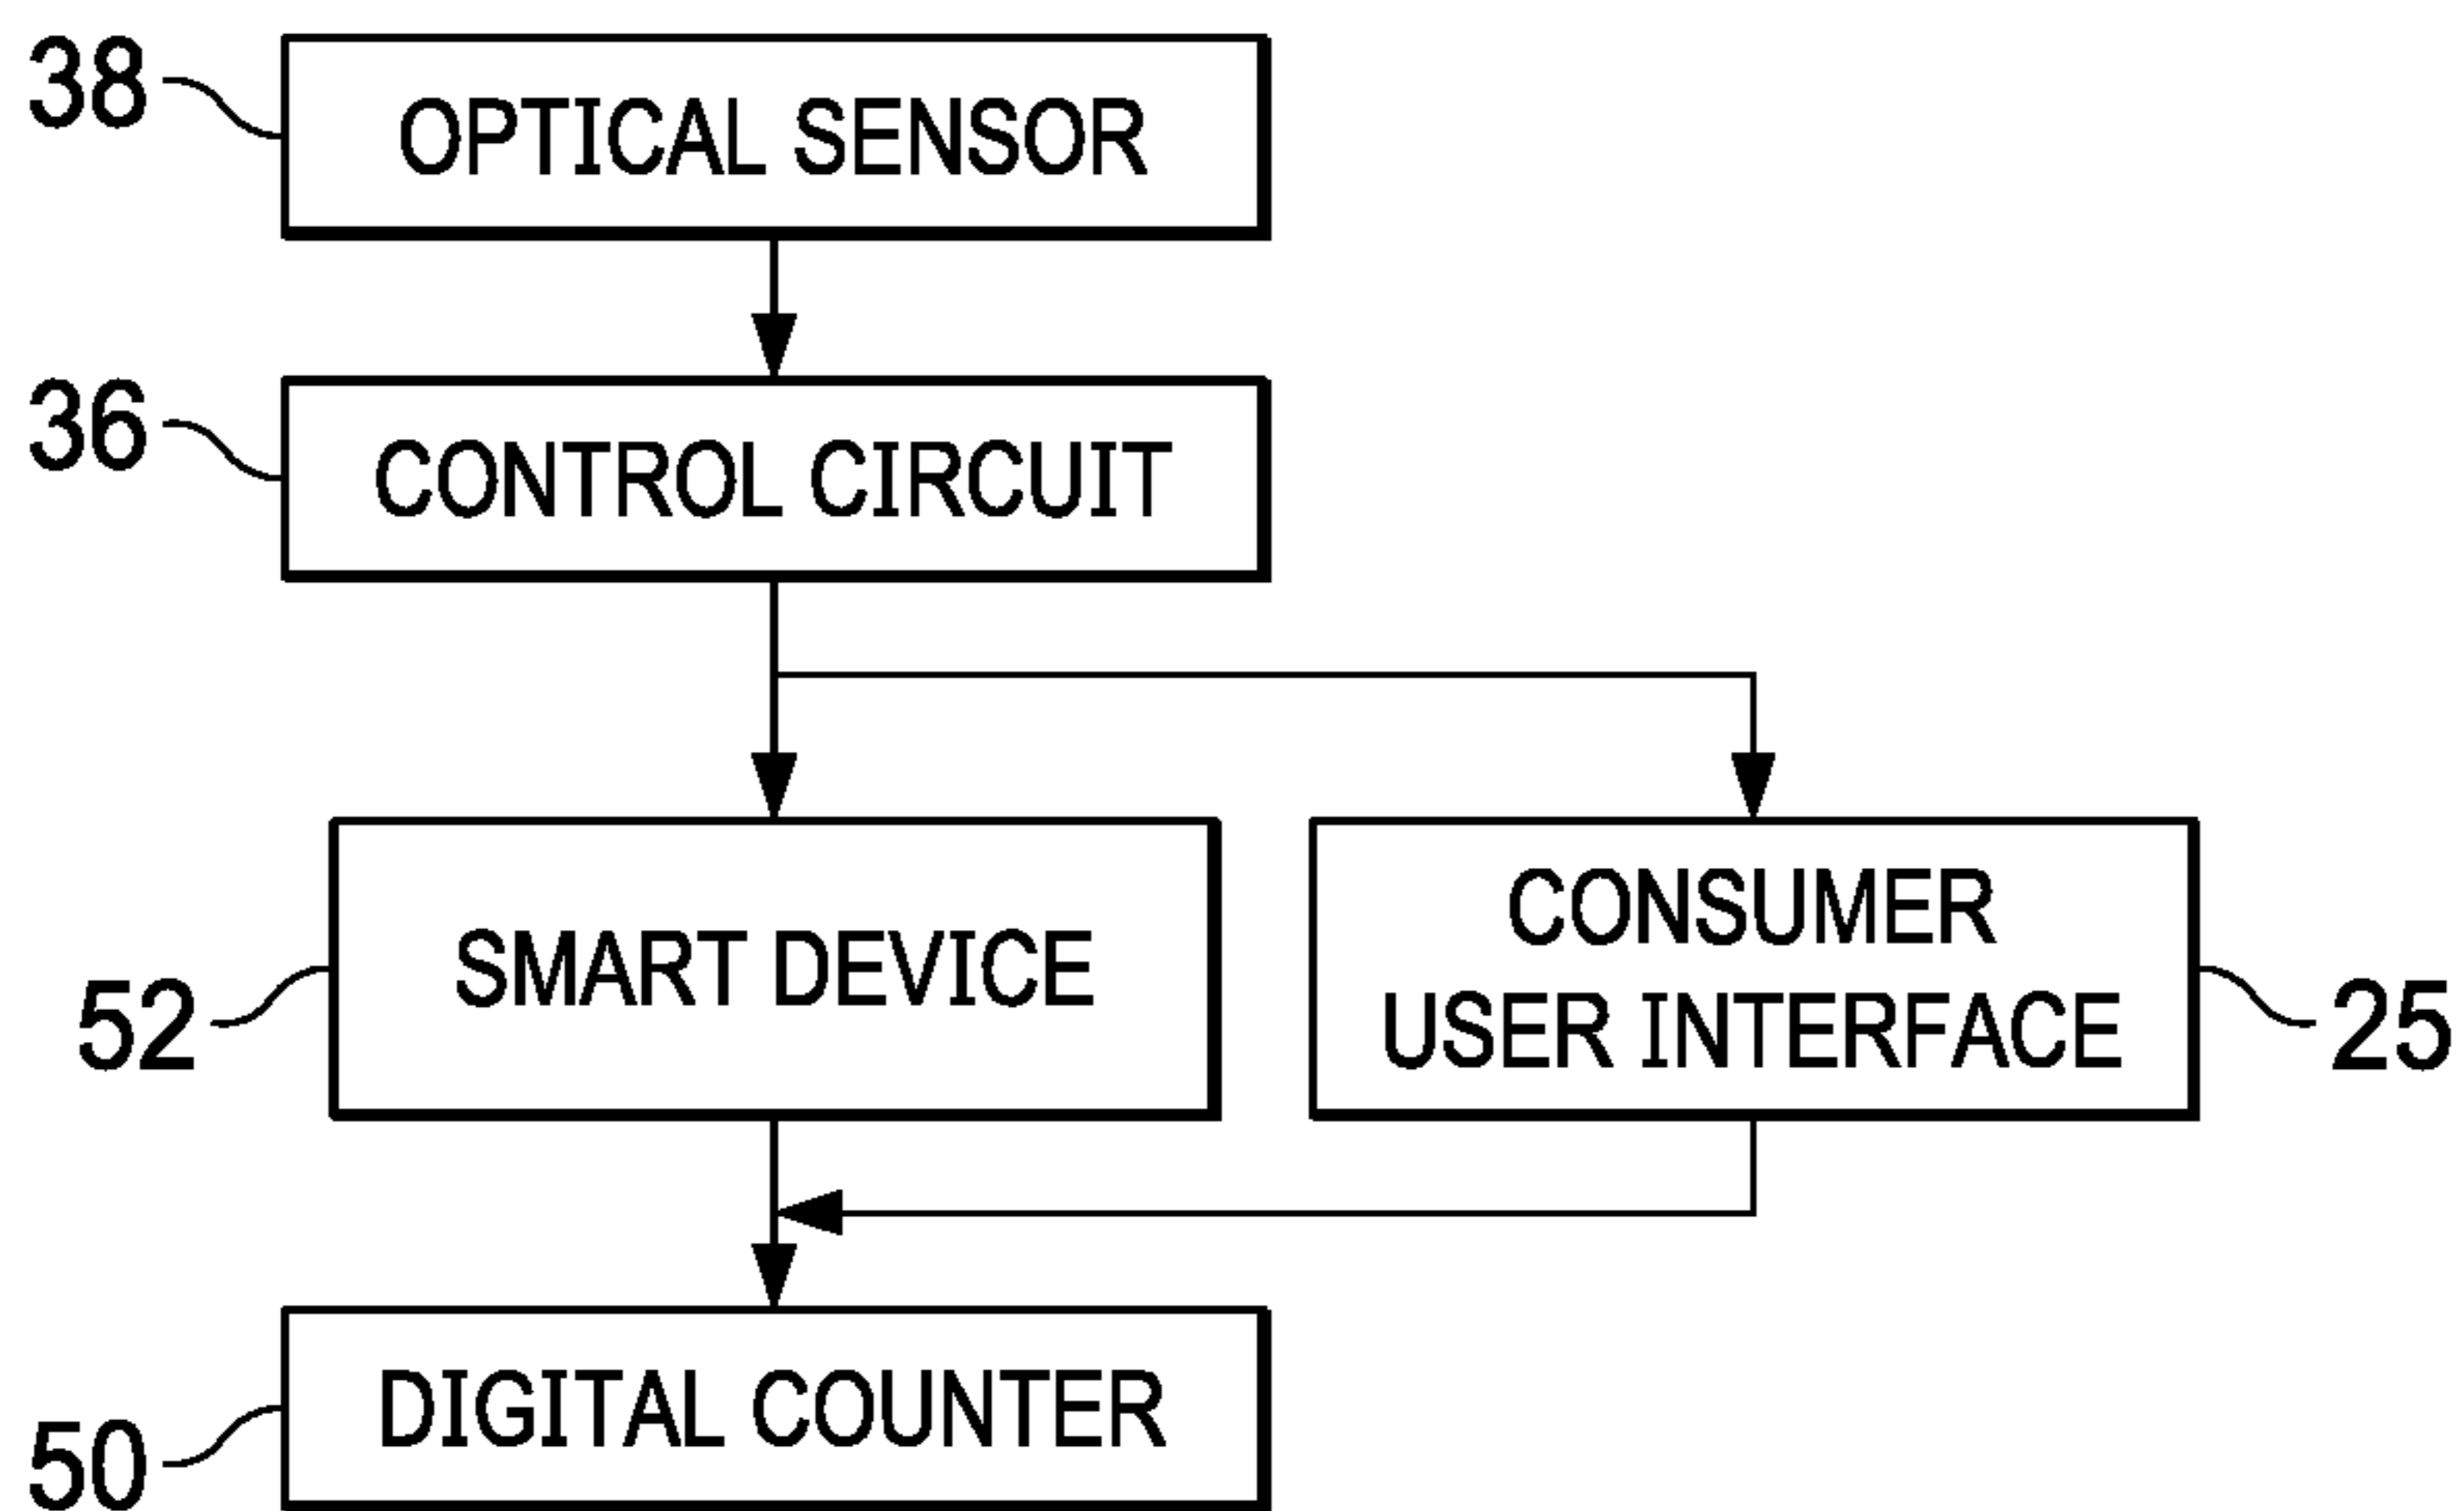 38
OPTICAL SENSOR
36
CONTROL CIRCUIT
52
SMART DEVICE
CONSUMER
USER INTERFACE
25
50
DIGITAL COUNTER